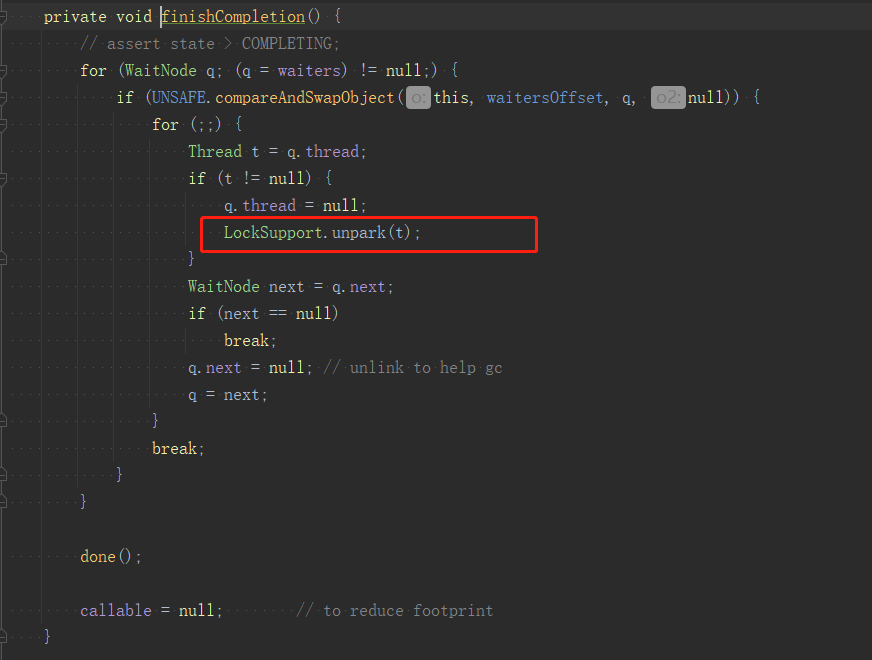 private void finishCompletion() {
// assert state > COMPLETING;
for (WaitNode q; (q = waiters) != null;) {
if (UNSAFE.compareAndSwapObject( o: this, waitersOffset, q, o2: null)) {
for (;;) {
Thread t = q.thread;
if (t != null) {
q.thread = null;
LockSupport.unpark(t);
}
WaitNode next = q.next;
if (next == null)
break;
q.next = null; // unlink to help gc
q = next;
}
break;
}
}
done();
callable = null; // to reduce footprint
}